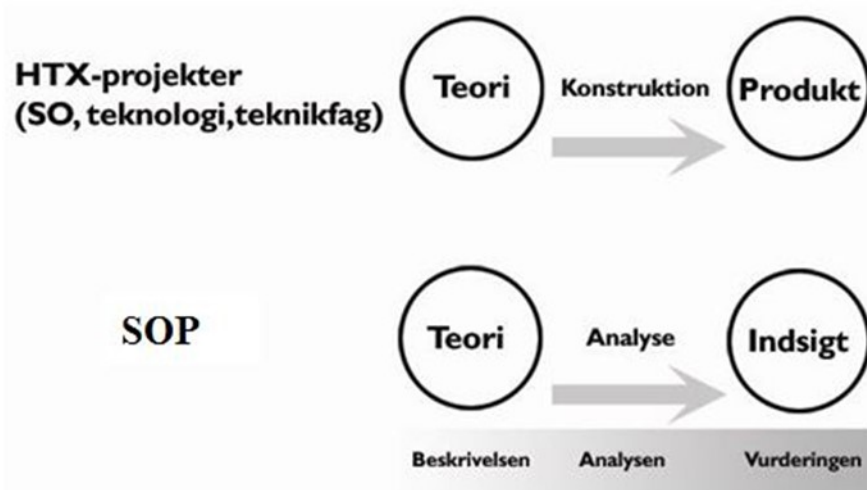 HTX-projekter
(SO, teknologi,teknikfag)
Teori
Konstruktion
Produkt
SOP
Teori
Analyse
Indsigt
Beskrivelsen
Analysen
Vurderingen